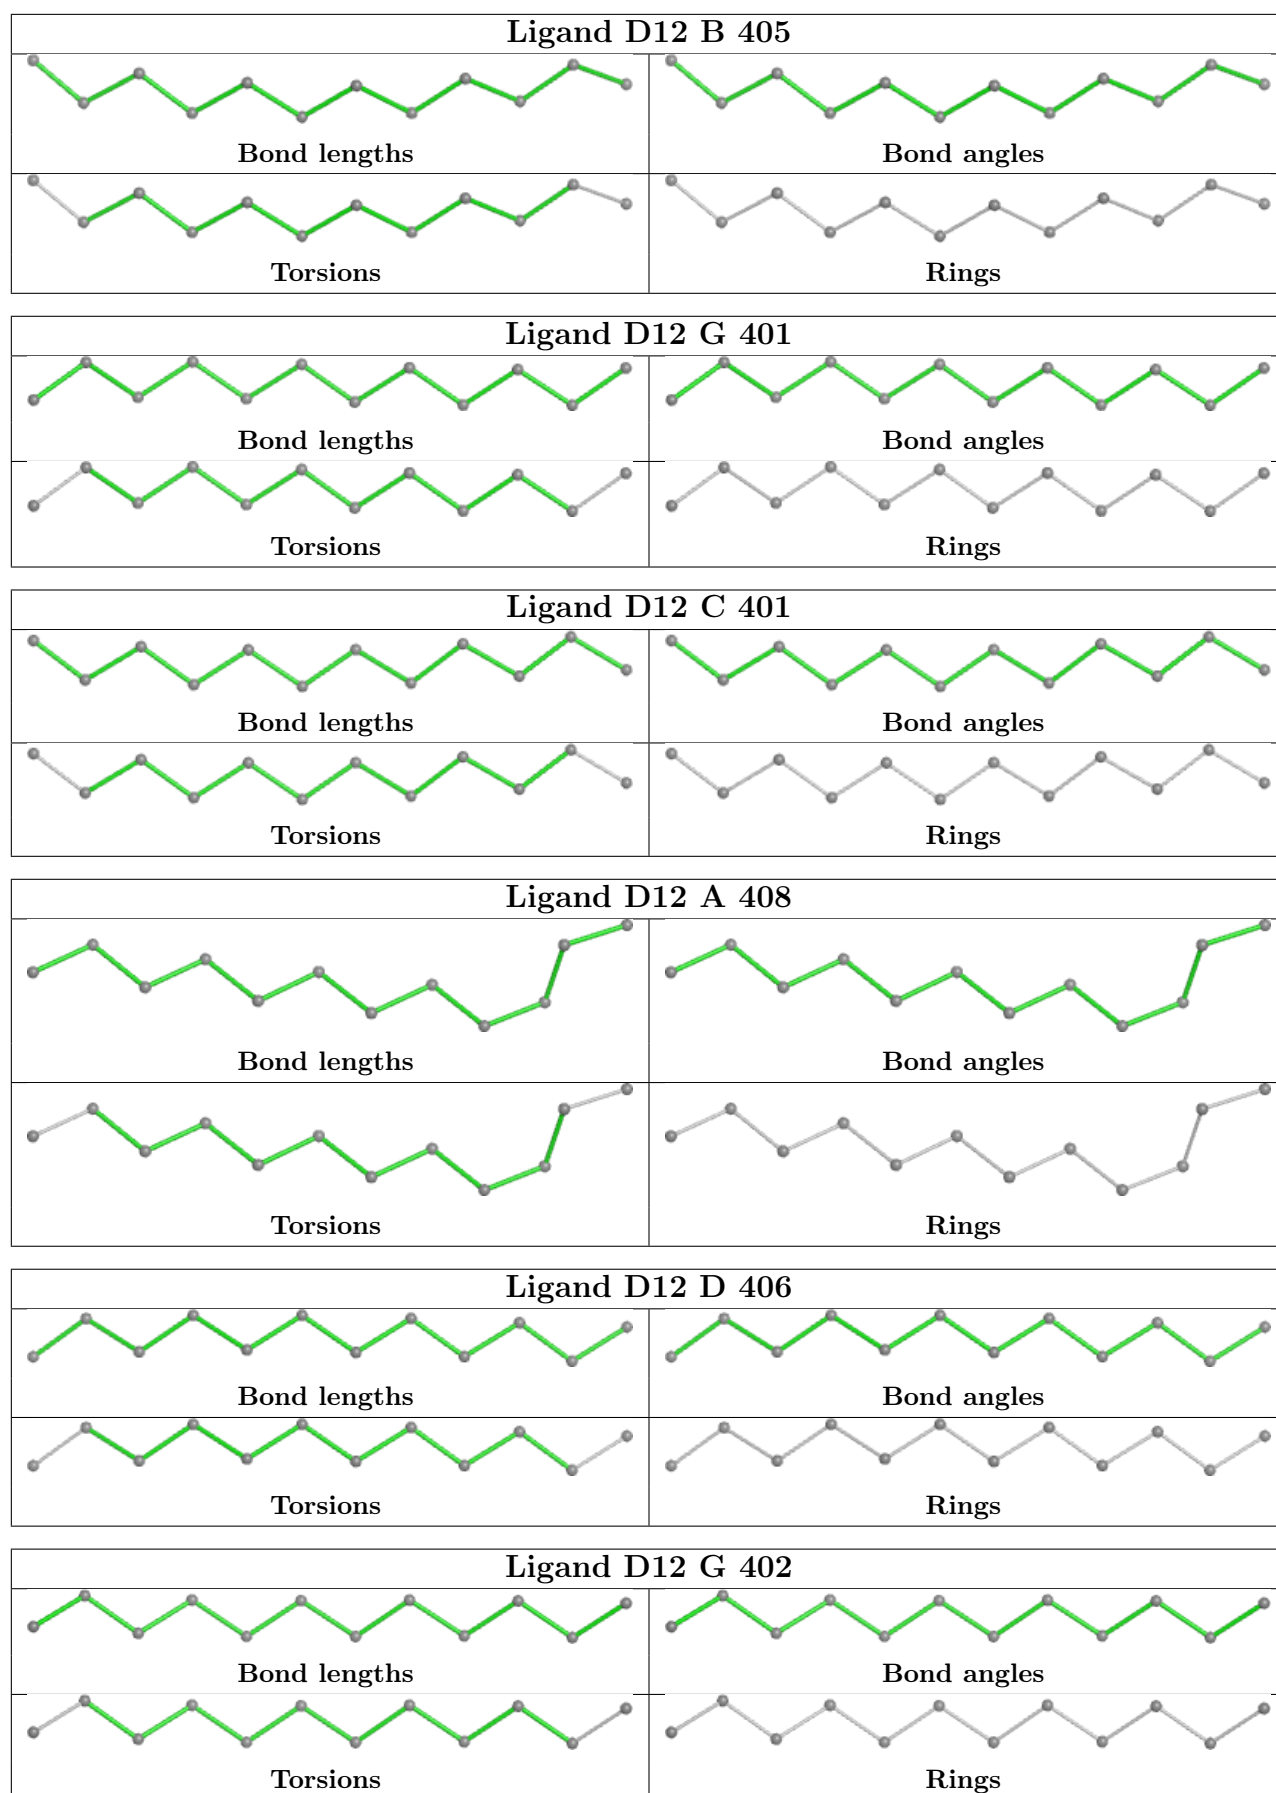 Ligand D12 B 405
Bond lengths Bond angles
Torsions Rings
Ligand D12 G 401
Bond lengths Bond angles
Torsions Rings
Ligand D12 C 401
Bond lengths Bond angles
Torsions Rings
Ligand D12 A 408
Bond lengths Bond angles
Torsions Rings
Ligand D12 D 406
Bond lengths Bond angles
Torsions Rings
Ligand D12 G 402
Bond lengths Bond angles
Torsions Rings